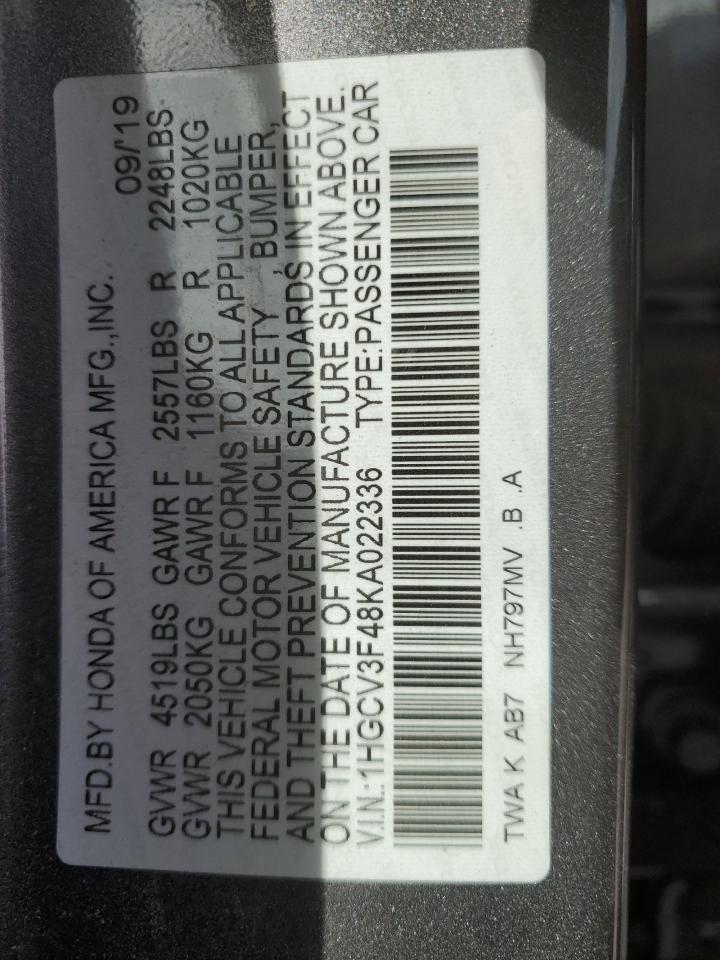 MFD.BY HONDA OF AMERICA MFG.,INC. 09/'19
GVWR 4519LBS GAWR F 2557LBS R 2248LBS
GVWR 2050KG GAWR F 1160KG R 1020KG
THIS VEHICLE CONFORMS TO ALL APPLICABLE
FEDERAL MOTOR VEHICLE SAFETY , BUMPER,
AND THEFT PREVENTION STANDARDS IN EFFECT
ON THE DATE OF MANUFACTURE SHOWN ABOVE.
V.I.N.:1HGCV3F48KA022336 TYPE:PASSENGER CAR
TWA K AB7 NH797MV .B .A